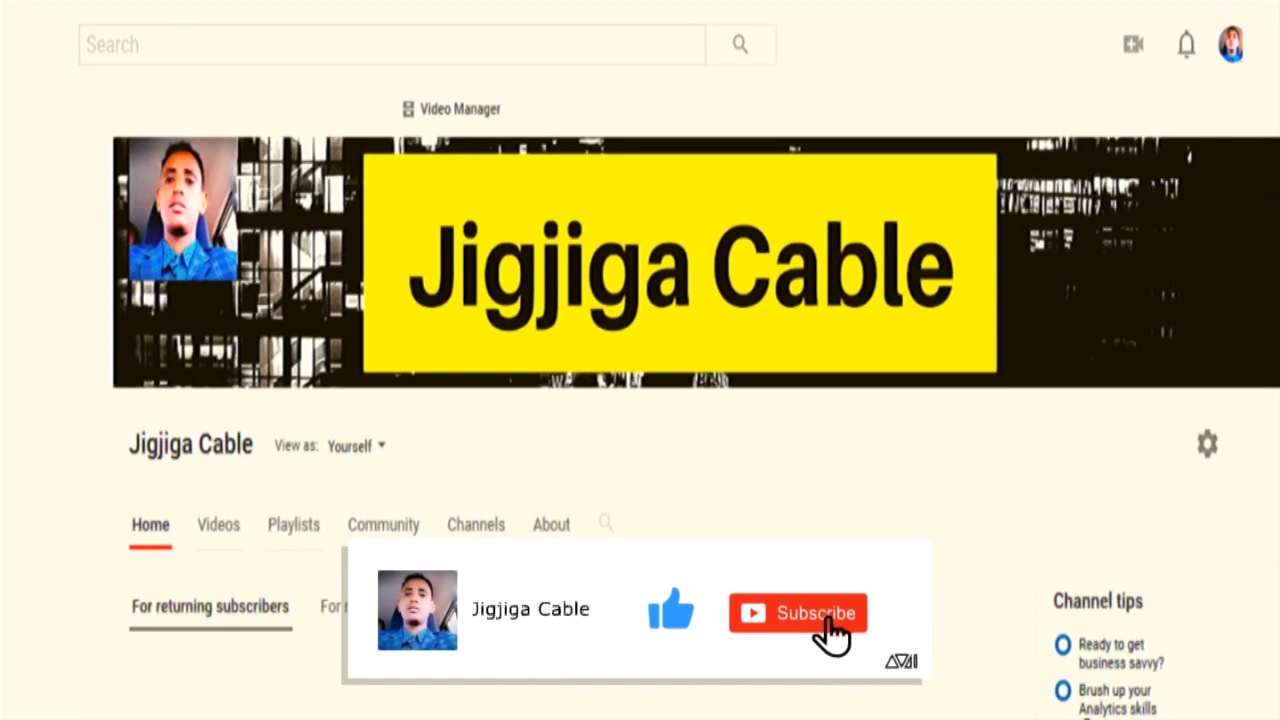 Search
Video Manager
Jigjiga Cable
Jigjiga Cable View as: Yourself
Home Videos Playlists Community Channels About
For returning subscribers For
Jigjiga Cable
Subscribe
Channel tips
Ready to get
business savvy?
Brush up your
Analytics skills